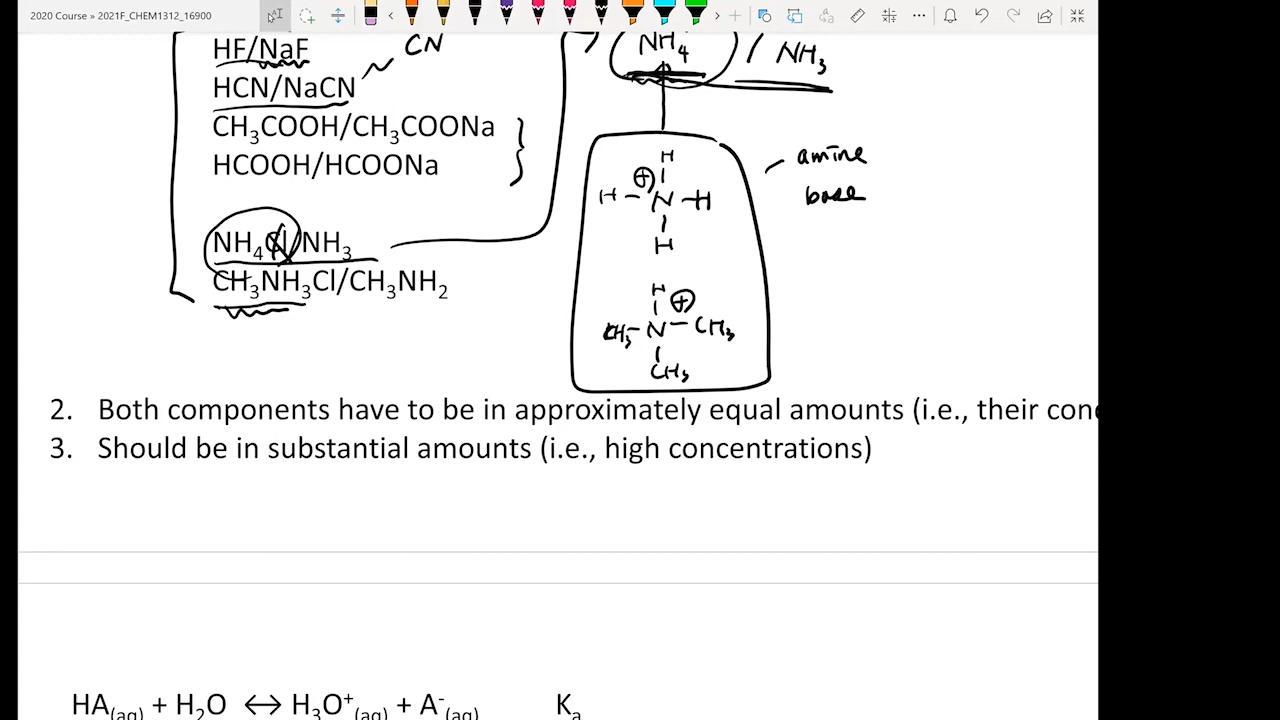 2020 Course » 2021F_CHEM1312_16900
HF/NaF
CN
NH4 / NH3
HCN/NaCN
CH3COOH/CH3COONa
HCOOH/HCOONa
H
H - N - H
H
+
amine
base
NH4Cl/NH3
CH3NH3Cl/CH3NH2
H
+
CH3 - N - CH3
CH3
2. Both components have to be in approximately equal amounts (i.e., their con
3. Should be in substantial amounts (i.e., high concentrations)
HA(aq) + H2O ↔ H3O+(aq) + A-(aq) Ka